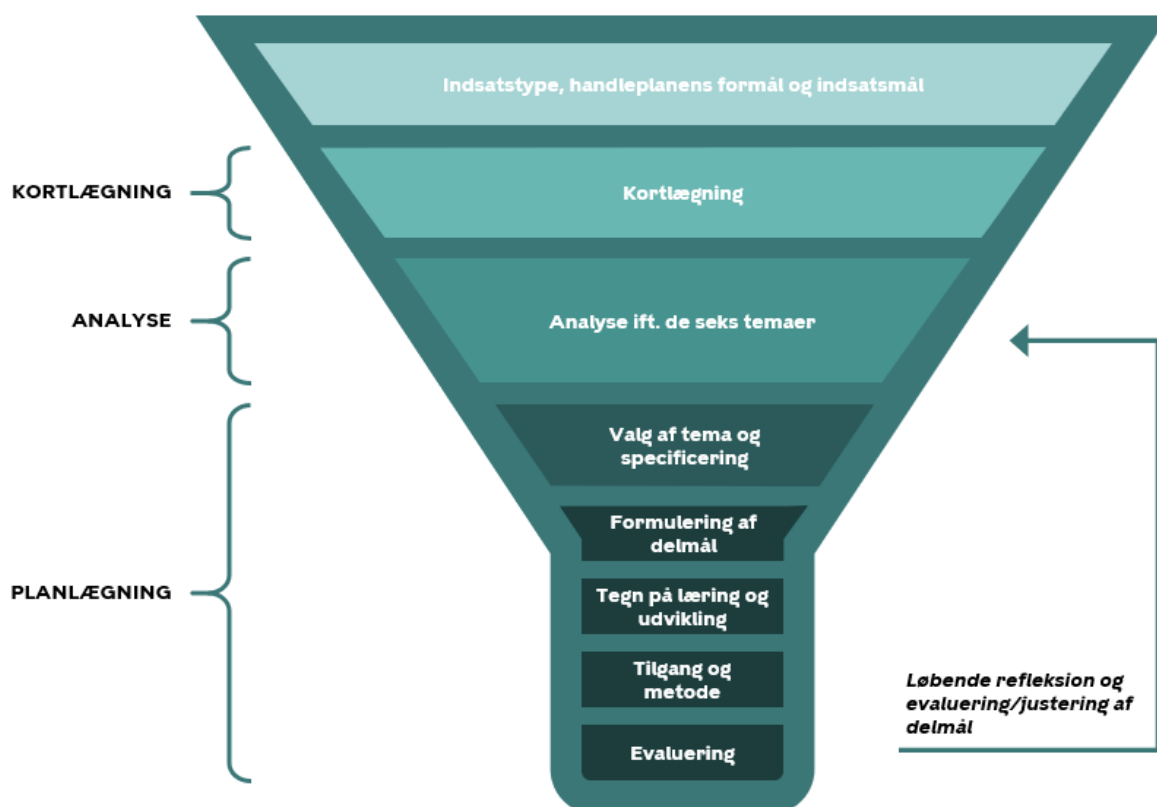 Indsatstype, handleplanens formål og indsatsmål
KORTLÆGNING
Kortlægning
ANALYSE
Analyse ift. de seks temaer
Valg af tema og
specificering
Formulering af
delmål
PLANLÆGNING
Tegn på læring og
udvikling
Tilgang og
metode
Evaluering
Løbende refleksion og
evaluering/justering af
delmål